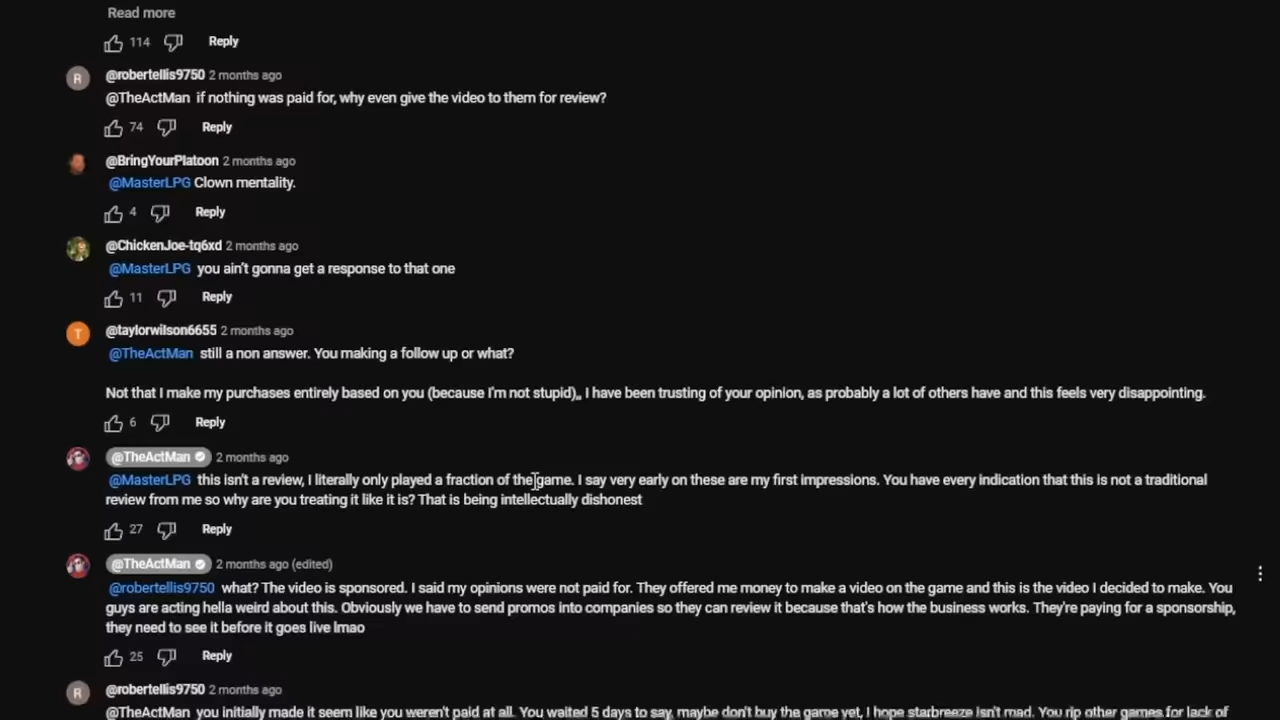 Read more
114 Reply
R @robertellis9750 2 months ago
@TheActMan if nothing was paid for, why even give the video to them for review?
74 Reply
@BringYourPlatoon 2 months ago
@MasterLPG Clown mentality.
4 Reply
@ChickenJoe-tq6xd 2 months ago
@MasterLPG you ain't gonna get a response to that one
11 Reply
T @taylorwilson6655 2 months ago
@TheActMan still a non answer. You making a follow up or what?
Not that I make my purchases entirely based on you (because I'm not stupid),, I have been trusting of your opinion, as probably a lot of others have and this feels very disappointing.
6 Reply
@TheActMan 2 months ago
@MasterLPG this isn't a review, I literally only played a fraction of the game. I say very early on these are my first impressions. You have every indication that this is not a traditional
review from me so why are you treating it like it is? That is being intellectually dishonest
27 Reply
@TheActMan 2 months ago (edited)
@robertellis9750 what? The video is sponsored. I said my opinions were not paid for. They offered me money to make a video on the game and this is the video I decided to make. You
guys are acting hella weird about this. Obviously we have to send promos into companies so they can review it because that's how the business works. They're paying for a sponsorship,
they need to see it before it goes live lmao
25 Reply
R @robertellis9750 2 months ago
@TheActMan you initially made it seem like you weren't paid at all. You waited 5 days to say, maybe don't buy the game yet, I hope starbreeze isn't mad. You rip other games for lack of